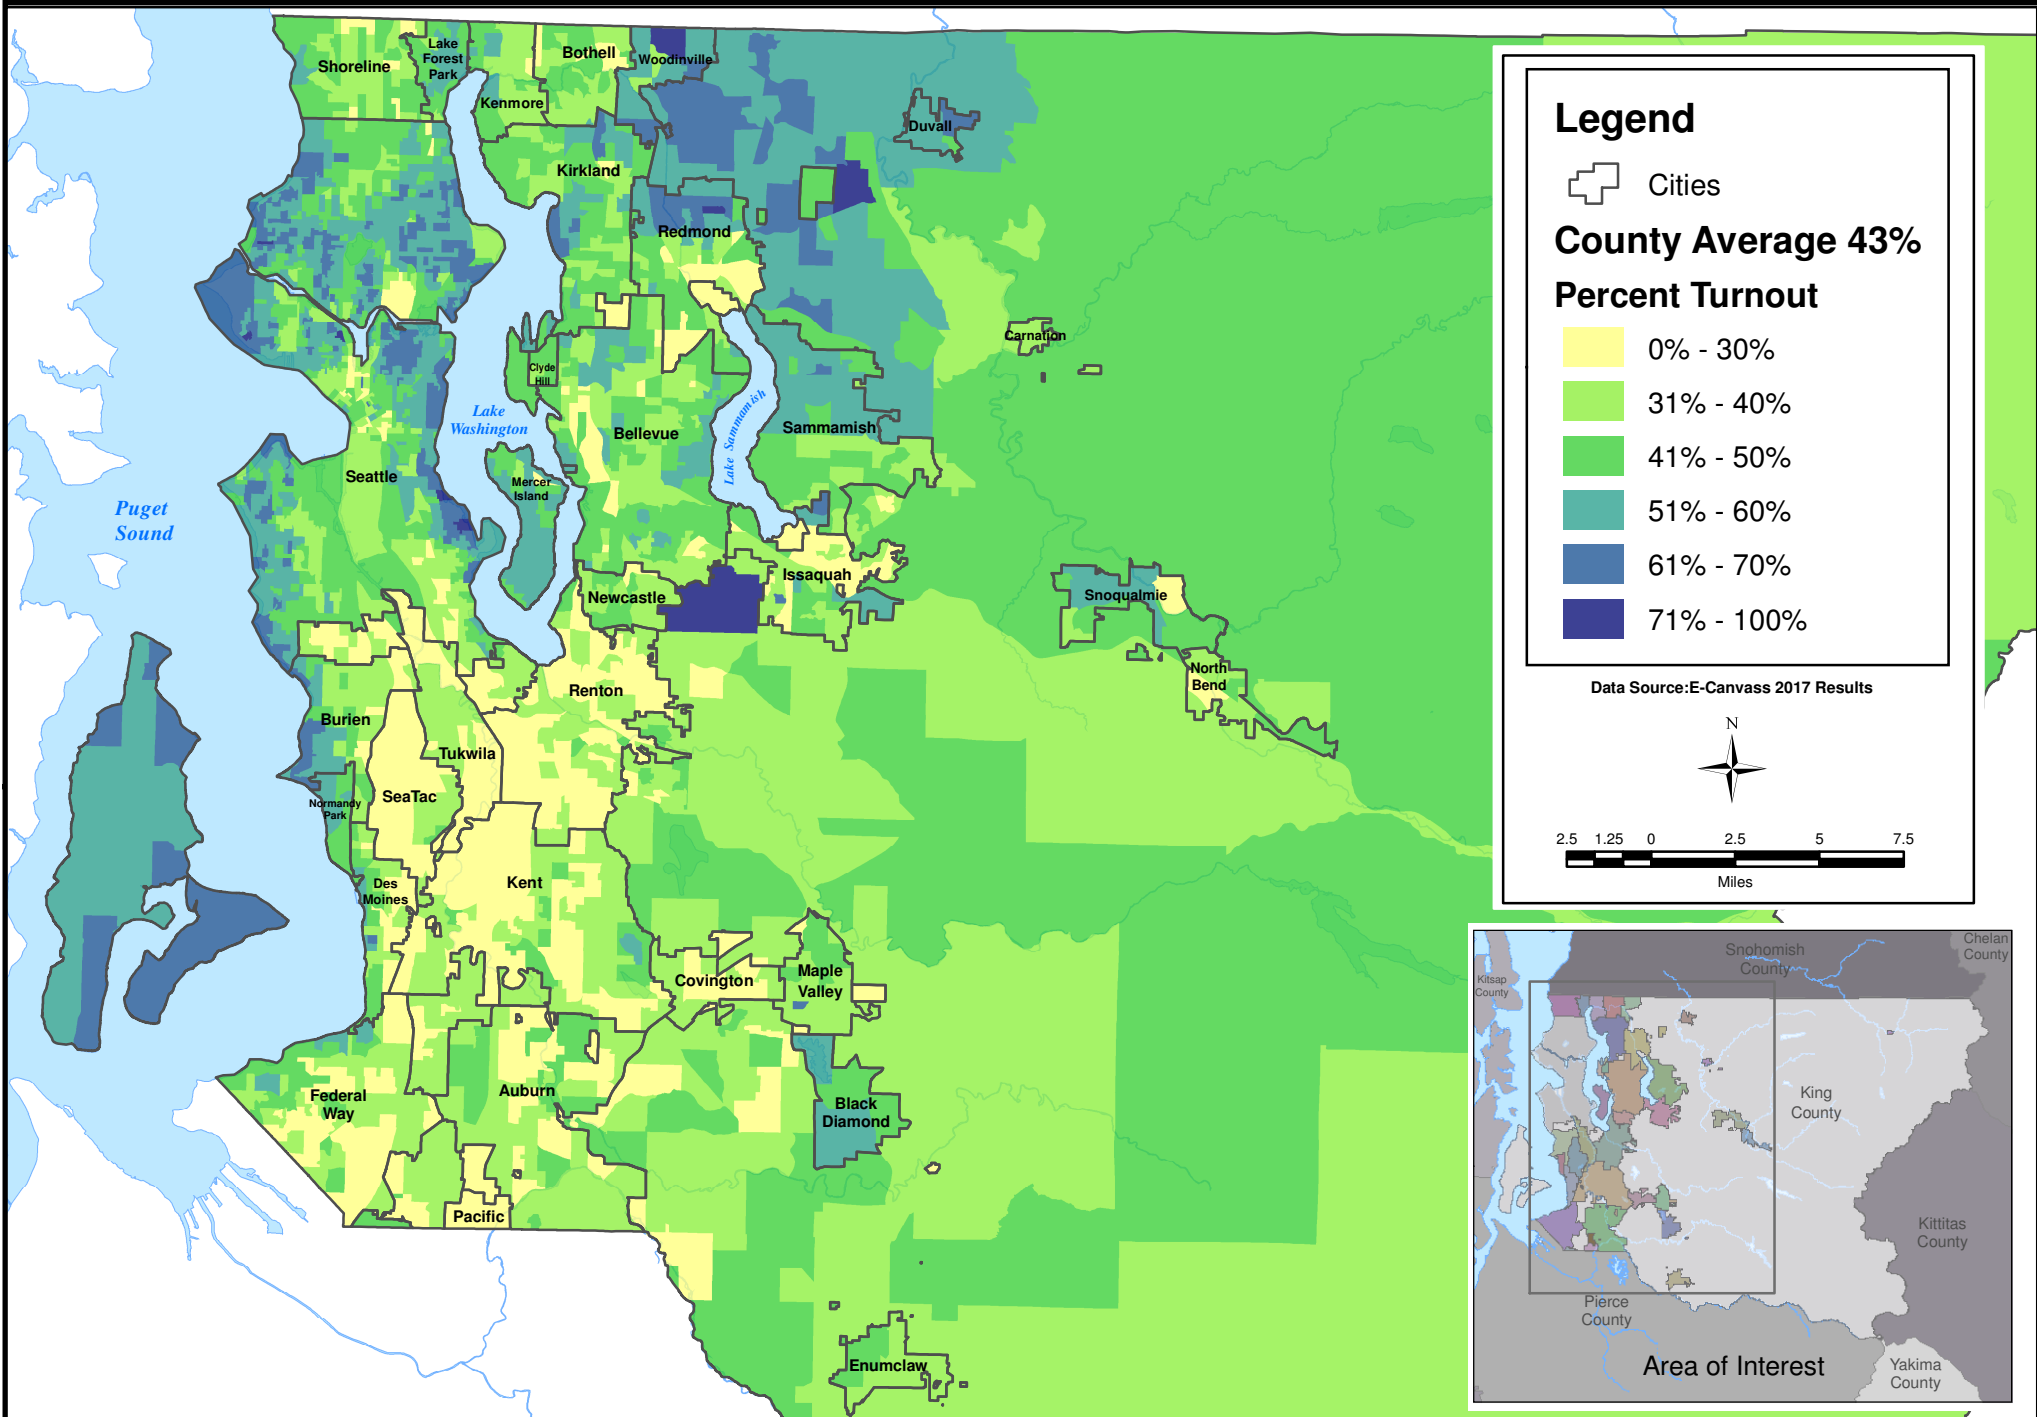 Shoreline
Lake
Forest
Park
Bothell
Woodinville
Kenmore
Duvall
Kirkland
Redmond
Carnation
Clyde
Hill
Lake
Washington
Lake Sammamish
Bellevue
Sammamish
Seattle
Mercer
Island
Puget
Sound
Issaquah
Newcastle
Snoqualmie
North
Bend
Renton
Burien
Tukwila
SeaTac
Normandy
Park
Des
Moines
Kent
Covington
Maple
Valley
Federal
Way
Auburn
Black
Diamond
Pacific
Enumclaw
Legend
Cities
County Average 43%
Percent Turnout
0% - 30%
31% - 40%
41% - 50%
51% - 60%
61% - 70%
71% - 100%
Data Source:E-Canvass 2017 Results
N
2.5 1.25 0 2.5 5 7.5
Miles
Snohomish
County
Chelan
County
Kitsap
County
King
County
Kittitas
County
Pierce
County
Yakima
County
Area of Interest